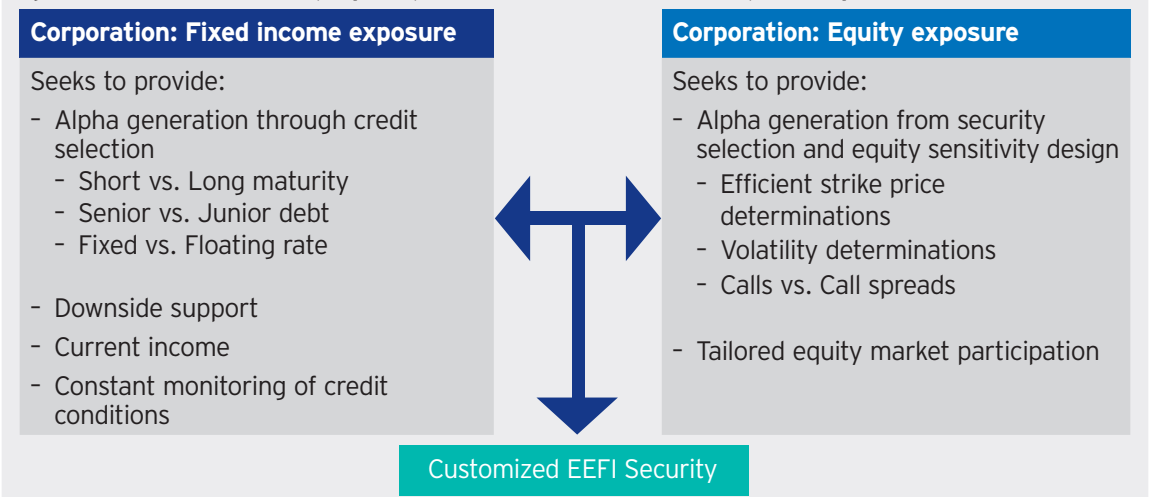 Corporation: Fixed income exposure
Seeks to provide:
– Alpha generation through credit
selection
– Short vs. Long maturity
– Senior vs. Junior debt
– Fixed vs. Floating rate
– Downside support
– Current income
– Constant monitoring of credit
conditions
Corporation: Equity exposure
Seeks to provide:
– Alpha generation from security
selection and equity sensitivity design
– Efficient strike price
determinations
– Volatility determinations
– Calls vs. Call spreads
– Tailored equity market participation
Customized EEFI Security